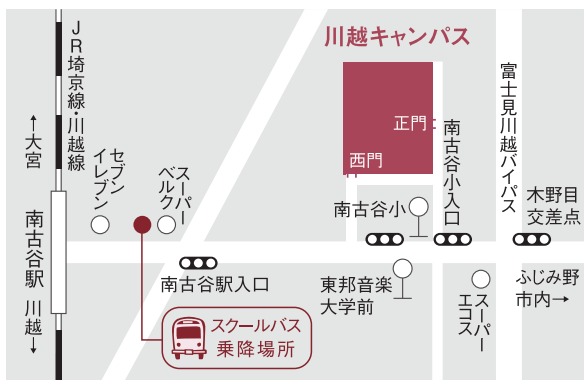 川越キャンパス
正門
西門
JR埼京線・川越線
↑大宮
南古谷駅
川越↓
セブン
イレブン
スーパー
ベルク
南古谷駅入口
スクールバス
乗降場所
南古谷小
南古谷小入口
東邦音楽
大学前
スーパー
エコス
富士見川越バイパス
木野目
交差点
ふじみ野
市内→